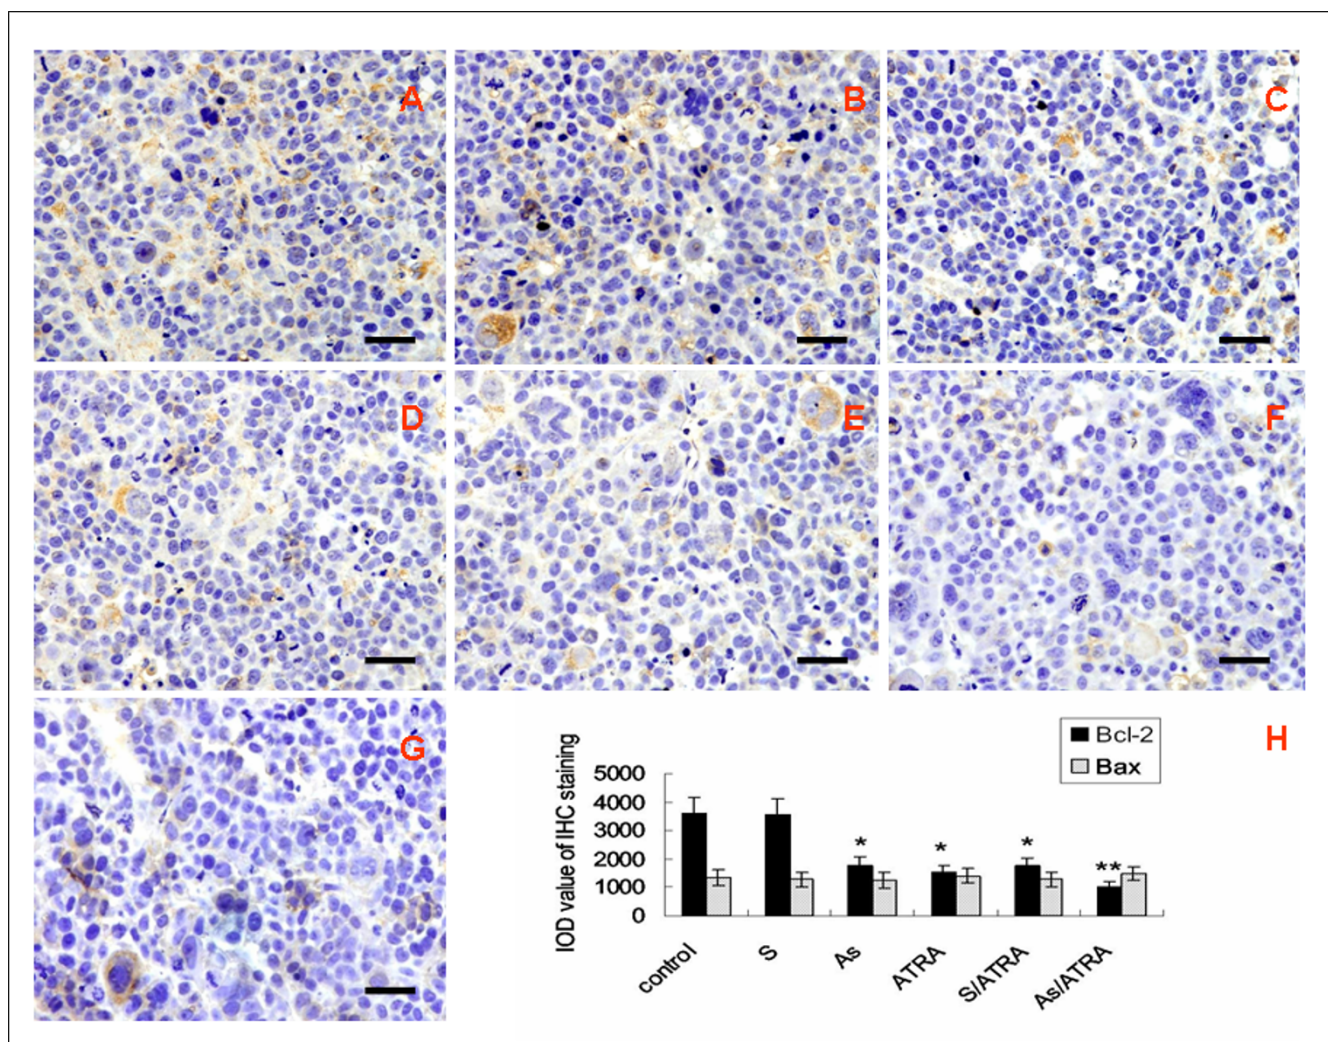 A
B
C
D
E
F
G
H
Bcl-2
Bax
IOD value of IHC staining
5000
4000
3000
2000
1000
0
*
*
*
**
control
S
As
ATRA
S/ATRA
As/ATRA